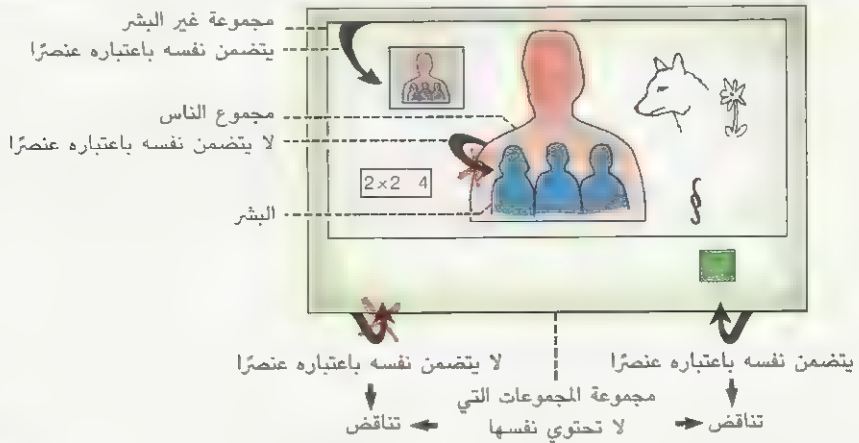 مجموعة غير البشر
يتضمن نفسه باعتباره عنصرًا
مجموع الناس
لا يتضمن نفسه باعتباره عنصرًا
2×2 4
البشر
§
يتضمن نفسه باعتباره عنصرًا
لا يتضمن نفسه باعتباره عنصرًا
مجموعة المجموعات التي
لا تحتوي نفسها
تناقض
تناقض